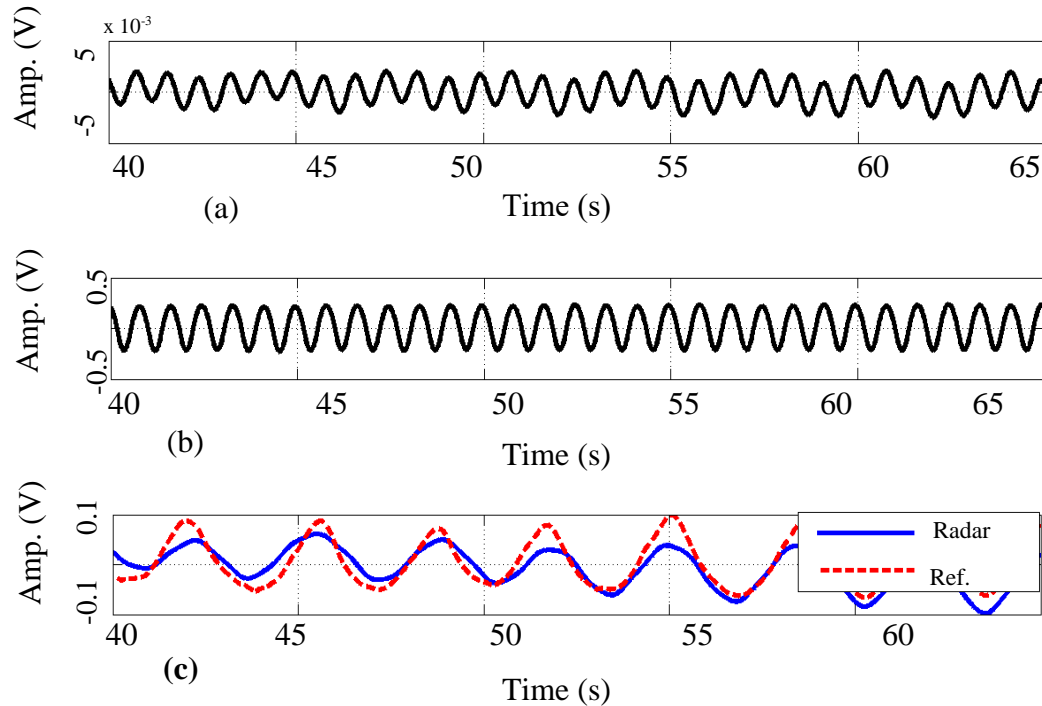 x 10-3
Amp. (V)
5
-5
40 45 50 55 60 65
(a) Time (s)
Amp. (V)
0.5
-0.5
40 45 50 55 60 65
(b) Time (s)
Amp. (V)
0.1
-0.1
Radar
Ref.
40 45 50 55 60
(c) Time (s)